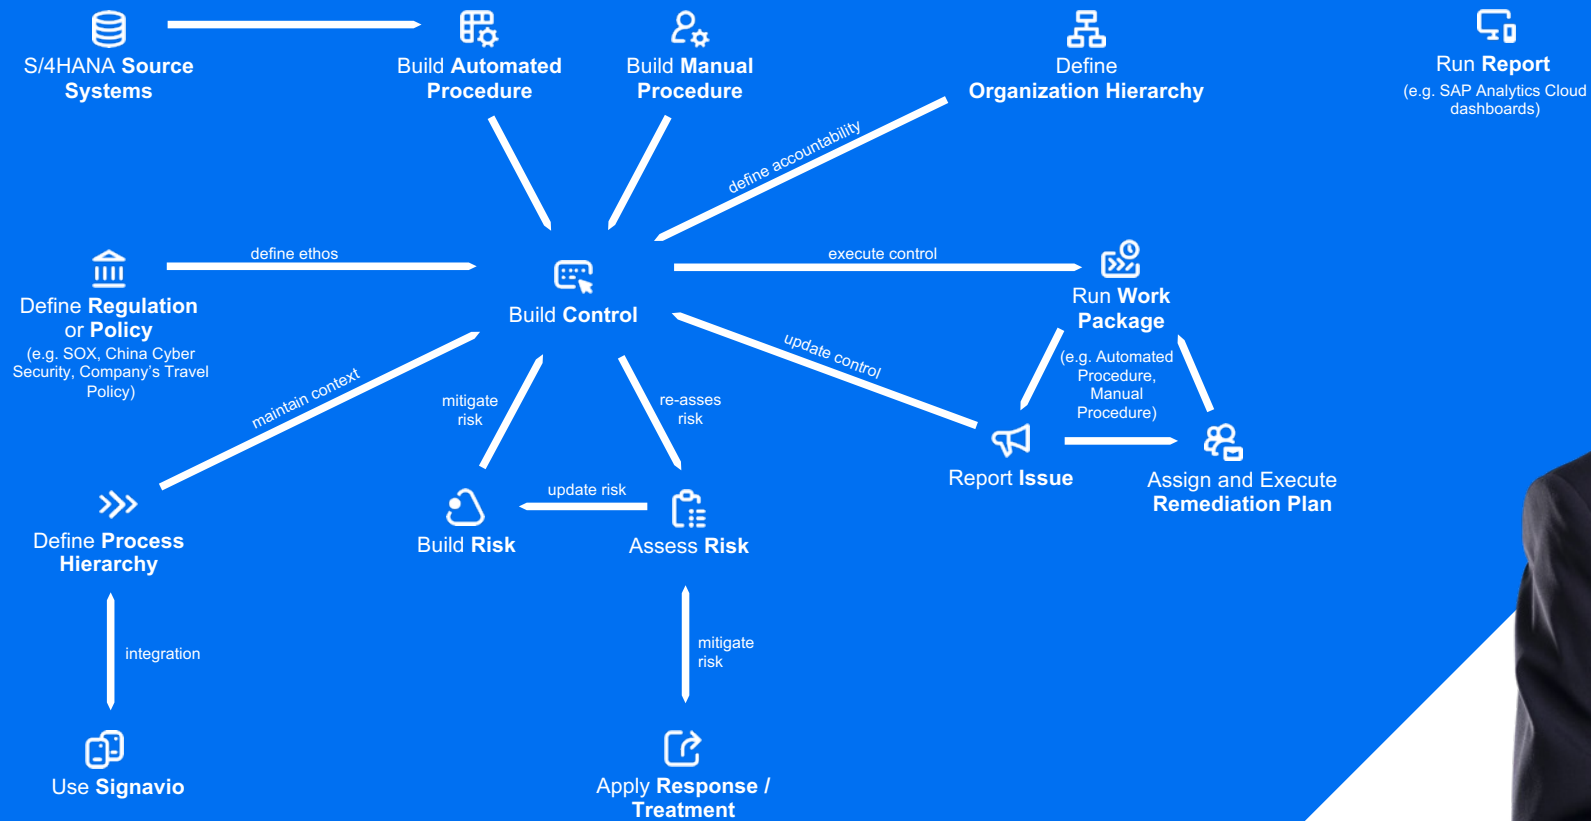 S/4HANA Source
Systems
Build Automated
Procedure
Build Manual
Procedure
Define
Organization Hierarchy
Run Report
(e.g. SAP Analytics Cloud
dashboards)
define accountability
define ethos
execute control
Define Regulation
or Policy
(e.g. SOX, China Cyber
Security, Company's Travel
Policy)
Build Control
Run Work
Package
(e.g. Automated
Procedure,
Manual
Procedure)
update control
maintain context
mitigate
risk
re-asses
risk
Report Issue
Assign and Execute
Remediation Plan
update risk
Define Process
Hierarchy
Build Risk
Assess Risk
integration
mitigate
risk
Use Signavio
Apply Response /
Treatment